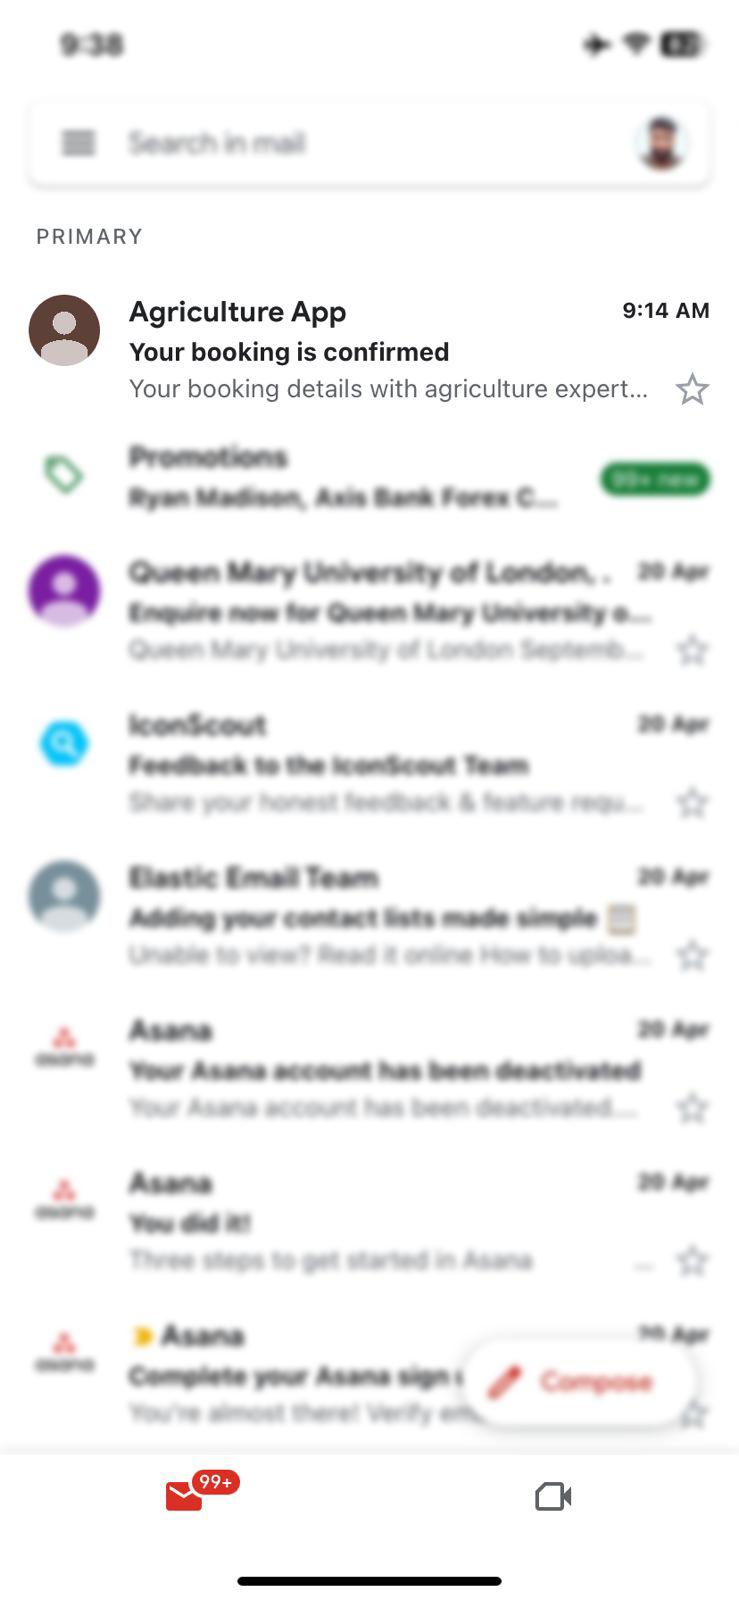 9:38
Search in mail
PRIMARY
Agriculture App 9:14 AM
Your booking is confirmed
Your booking details with agriculture expert...
Promotions
99+ new
Ryan Madison, Axis Bank Forex C...
Queen Mary University of London, . 20 Apr
Enquire now for Queen Mary University o...
Queen Mary University of London Septemb...
IconScout 20 Apr
Feedback to the IconScout Team
Share your honest feedback & feature requ...
Elastic Email Team 20 Apr
Adding your contact lists made simple
Unable to view? Read it online How to uploa...
asana
Asana 20 Apr
Your Asana account has been deactivated
Your Asana account has been deactivated....
asana
Asana 20 Apr
You did it!
Three steps to get started in Asana ...
asana
Asana 20 Apr
Complete your Asana sign
You're almost there! Verify
Compose
99+